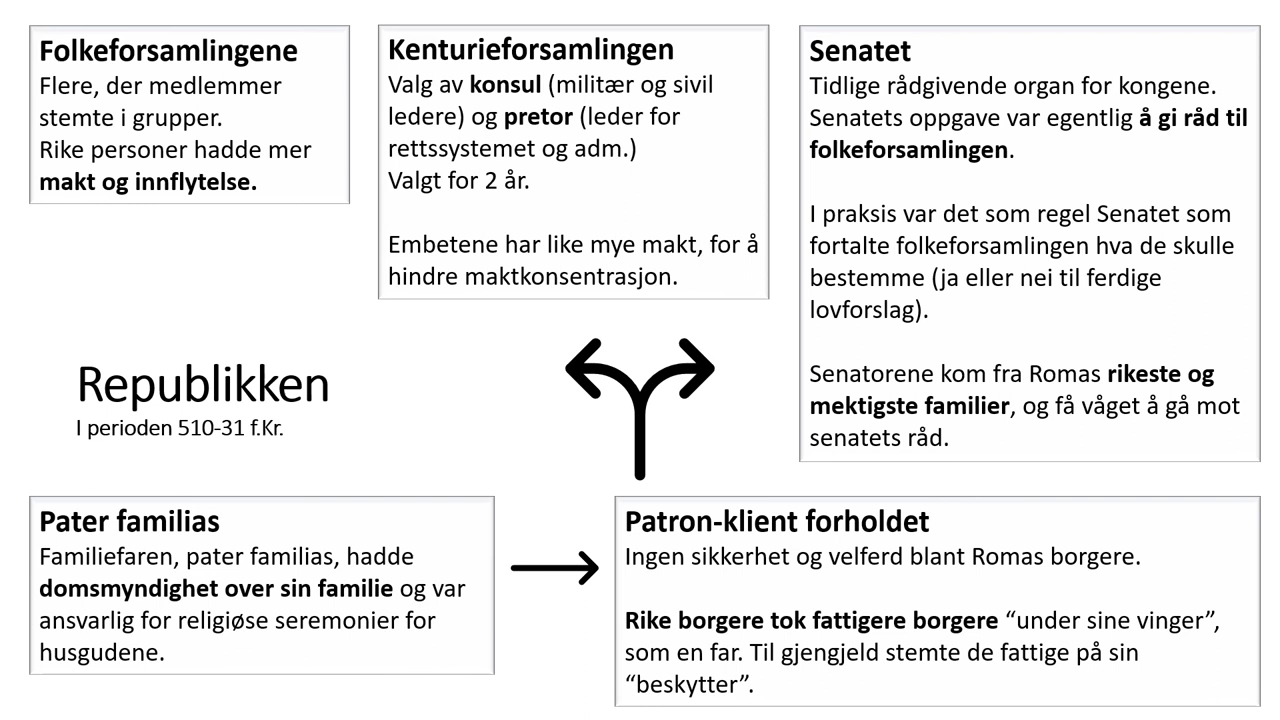 Folkeforsamlingene
Flere, der medlemmer
stemte i grupper.
Rike personer hadde mer
makt og innflytelse.
Kenturieforsamlingen
Valg av konsul (militær og sivil
ledere) og pretor (leder for
rettssystemet og adm.)
Valgt for 2 år.
Embetene har like mye makt, for å
hindre maktkonsentrasjon.
Senatet
Tidlige rådgivende organ for kongene.
Senatets oppgave var egentlig å gi råd til
folkeforsamlingen.
I praksis var det som regel Senatet som
fortalte folkeforsamlingen hva de skulle
bestemme (ja eller nei til ferdige
lovforslag).
Senatorene kom fra Romas rikeste og
mektigste familier, og få våget å gå mot
senatets råd.
Republikken
I perioden 510-31 f.Kr.
Pater familias
Familiefaren, pater familias, hadde
domsmyndighet over sin familie og var
ansvarlig for religiøse seremonier for
husgudene.
Patron-klient forholdet
Ingen sikkerhet og velferd blant Romas borgere.
Rike borgere tok fattigere borgere “under sine vinger”,
som en far. Til gjengjeld stemte de fattige på sin
“beskytter”.